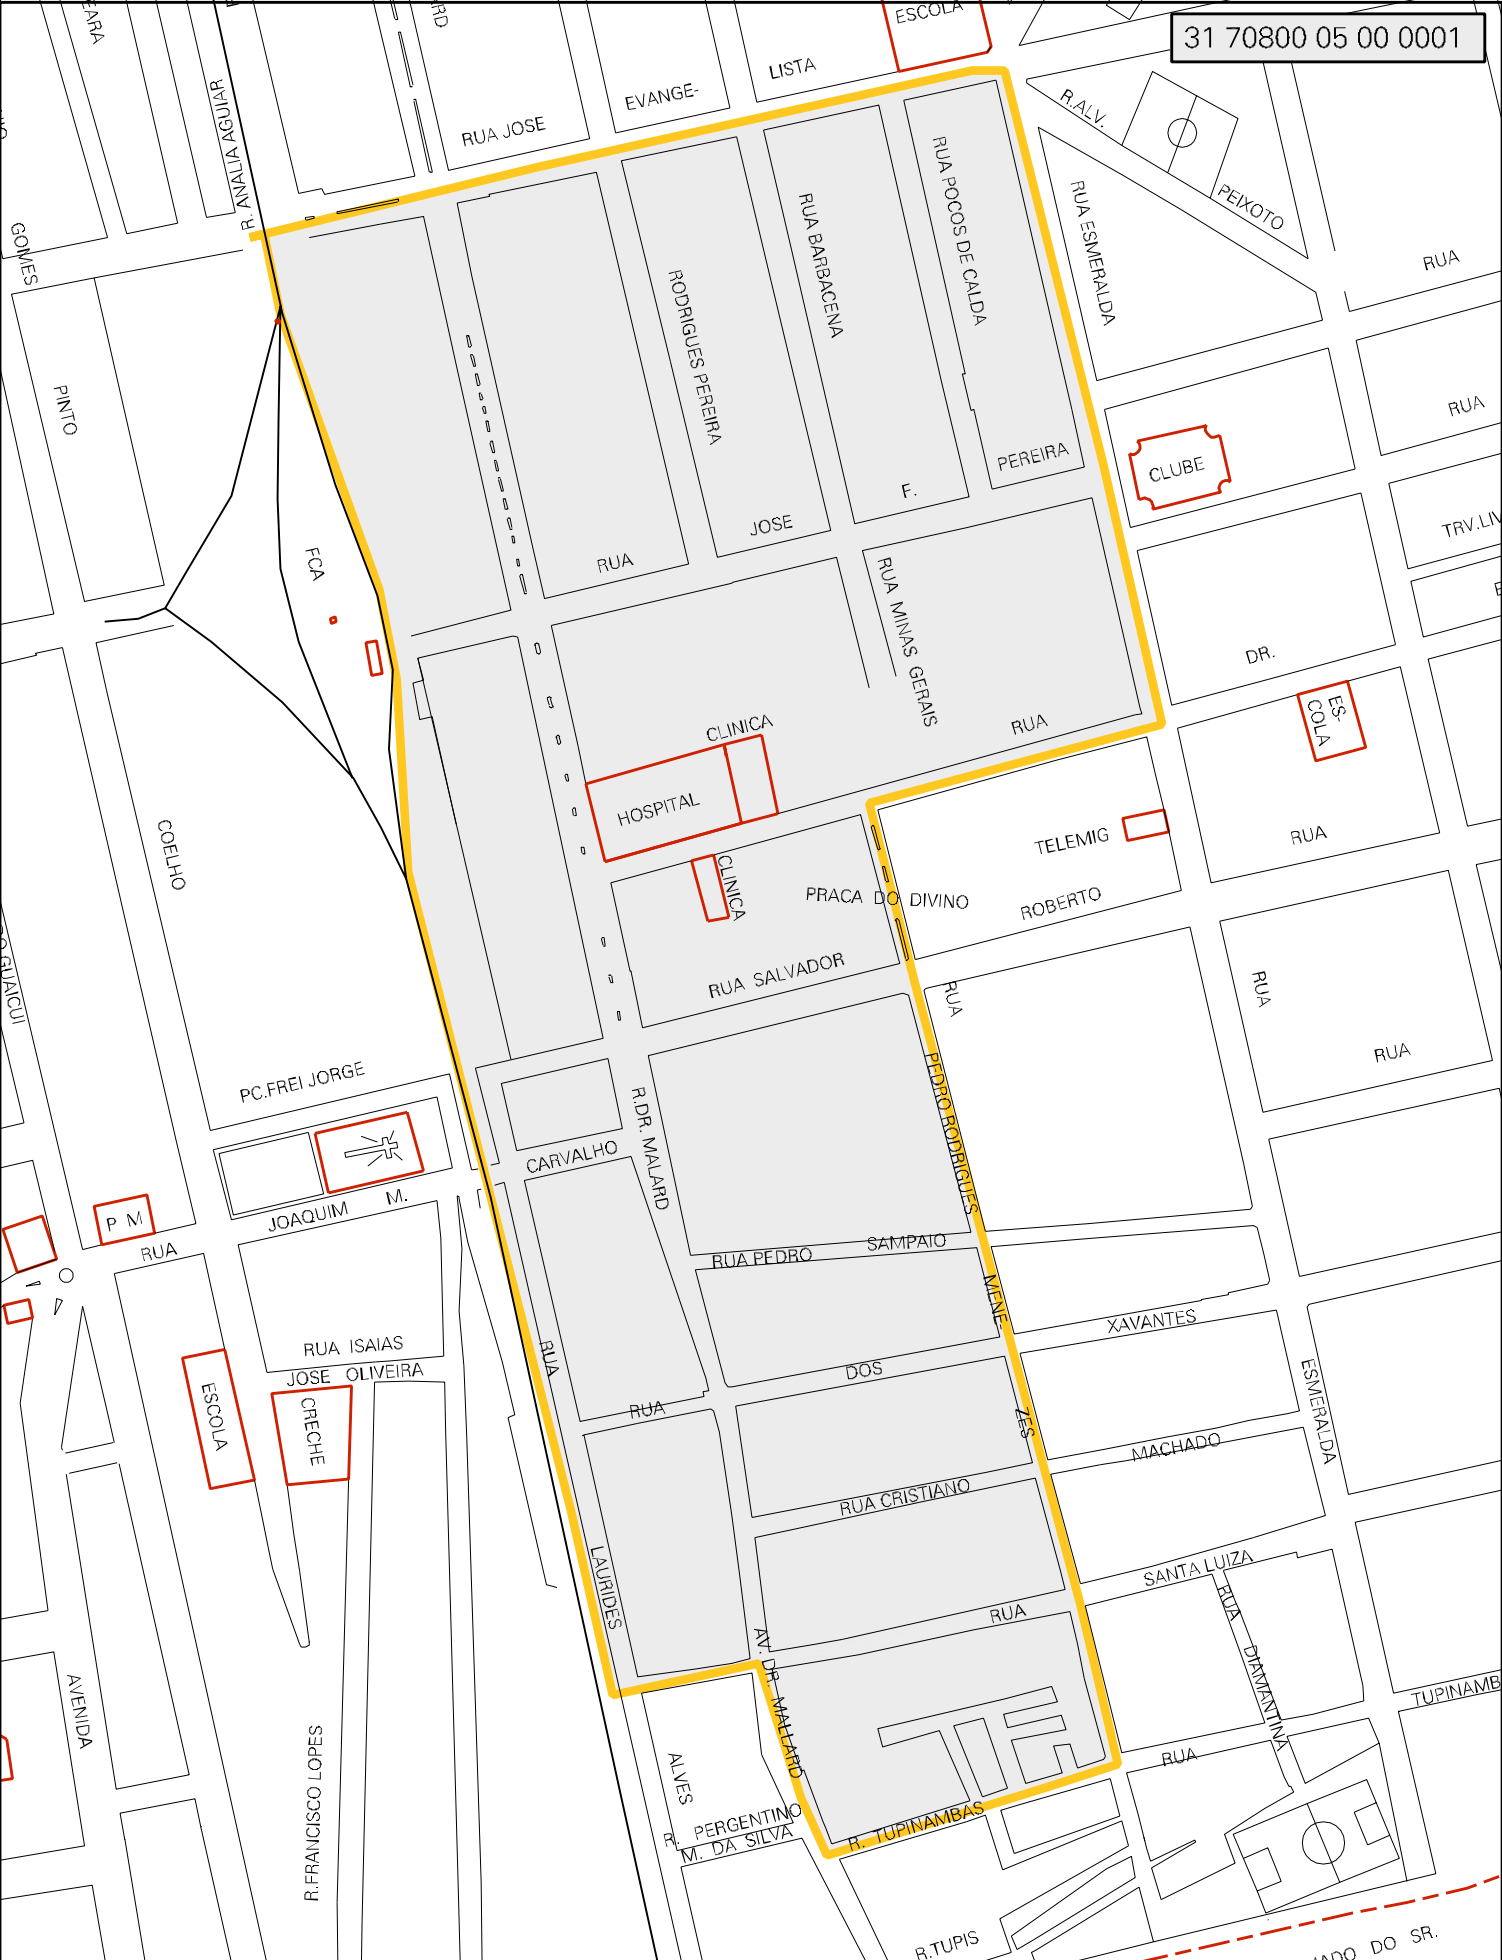 ESCOLA
31 70800 05 00 0001
LISTA
EVANGE-
RUA JOSE
R. ANALIA AGUIAR
R.ALV.
PEIXOTO
RUA ESMERALDA
RUA POCOS DE CALDA
RUA BARBACENA
RODRIGUES PEREIRA
GOMES
RUA
PINTO
RUA
PEREIRA
CLUBE
F.
JOSE
RUA
TRV.LIV
FCA
RUA MINAS GERAIS
DR.
ES-
COLA
CLINICA
RUA
HOSPITAL
TELEMIG
RUA
COELHO
CLINICA
PRACA DO DIVINO
ROBERTO
RUA SALVADOR
RUA
RUA
GUAICUI
RUA
PC.FREI JORGE
R.DR. MALARD
PEDRO RODRIGUES
CARVALHO
JOAQUIM M.
P M
RUA
RUA PEDRO SAMPAIO
MENE-
XAVANTES
RUA ISAIAS
JOSE OLIVEIRA
RUA
DOS
ESCOLA
CRECHE
RUA
ZES
ESMERALDA
MACHADO
RUA CRISTIANO
LAURIDES
SANTA LUIZA
RUA
RUA
DIAMANTINA
AV. DR. MALLARD
AVENIDA
TUPINAMB
R.FRANCISCO LOPES
ALVES
RUA
R. PERGENTINO
M. DA SILVA
R. TUPINAMBAS
R.TUPIS
DO SR.